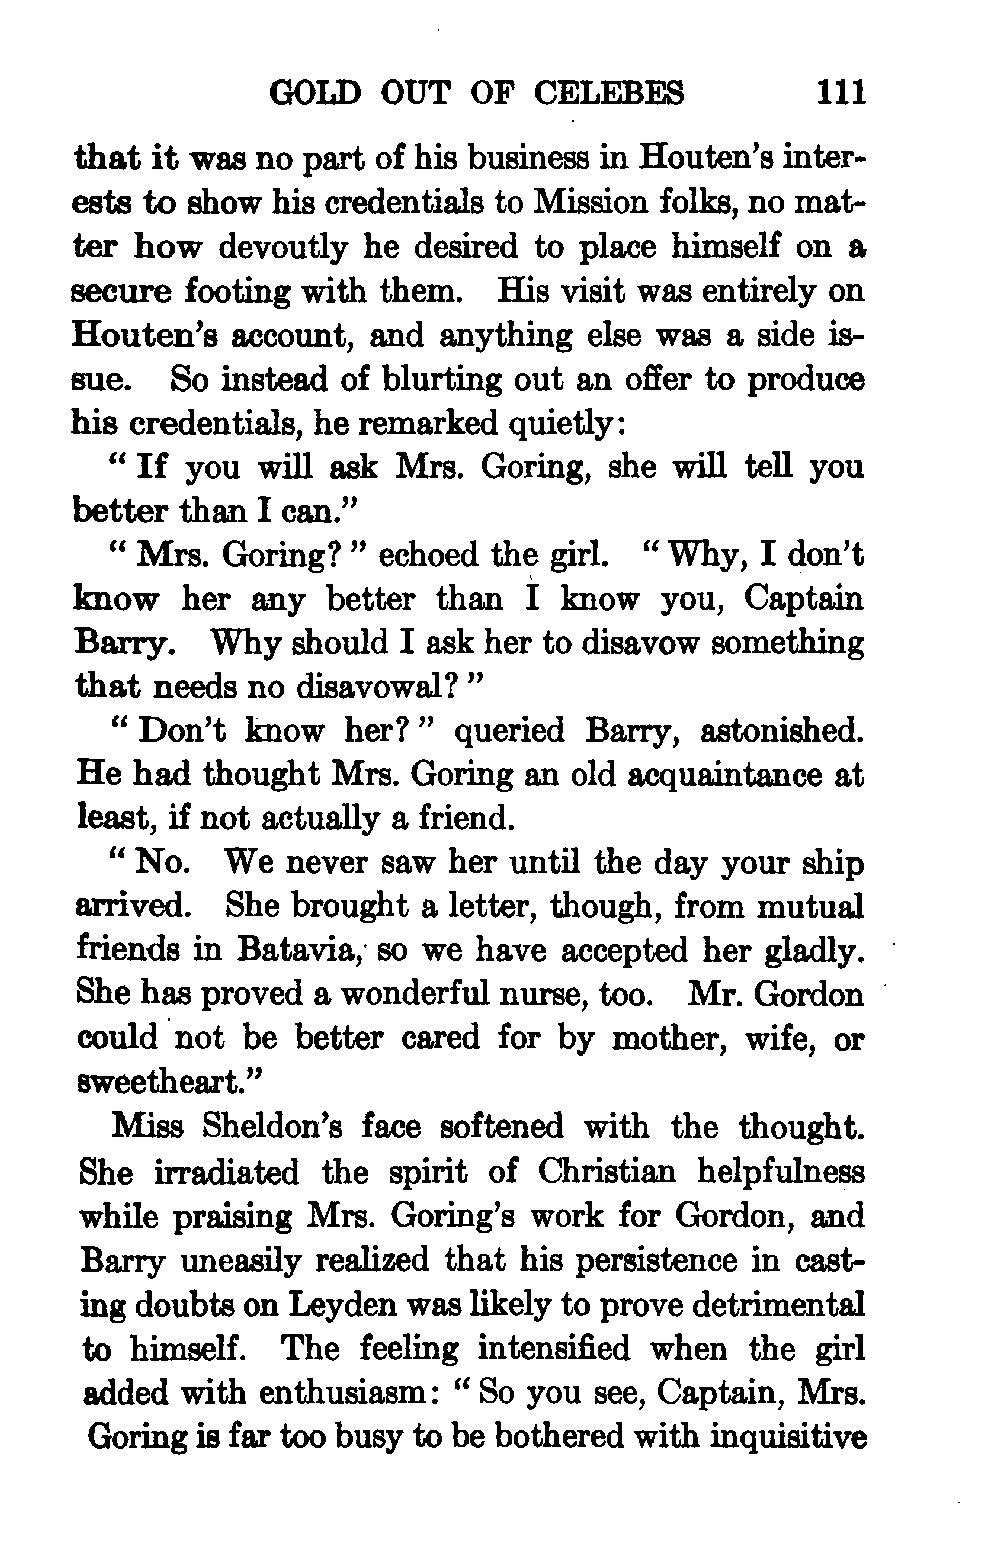 GOLD OUT OF CELEBES 111
that it was no part of his business in Houten's inter-
ests to show his credentials to Mission folks, no mat-
ter how devoutly he desired to place himself on a
secure footing with them. His visit was entirely on
Houten's account, and anything else was a side is-
sue. So instead of blurting out an offer to produce
his credentials, he remarked quietly:
" If you will ask Mrs. Goring, she will tell you
better than I can."
" Mrs. Goring? " echoed the girl. " Why, I don't
know her any better than I know you, Captain
Barry. Why should I ask her to disavow something
that needs no disavowal? "
" Don't know her? " queried Barry, astonished.
He had thought Mrs. Goring an old acquaintance at
least, if not actually a friend.
" No. We never saw her until the day your ship
arrived. She brought a letter, though, from mutual
friends in Batavia, so we have accepted her gladly.
She has proved a wonderful nurse, too. Mr. Gordon
could not be better cared for by mother, wife, or
sweetheart."
Miss Sheldon's face softened with the thought.
She irradiated the spirit of Christian helpfulness
while praising Mrs. Goring's work for Gordon, and
Barry uneasily realized that his persistence in cast-
ing doubts on Leyden was likely to prove detrimental
to himself. The feeling intensified when the girl
added with enthusiasm: " So you see, Captain, Mrs.
Goring is far too busy to be bothered with inquisitive